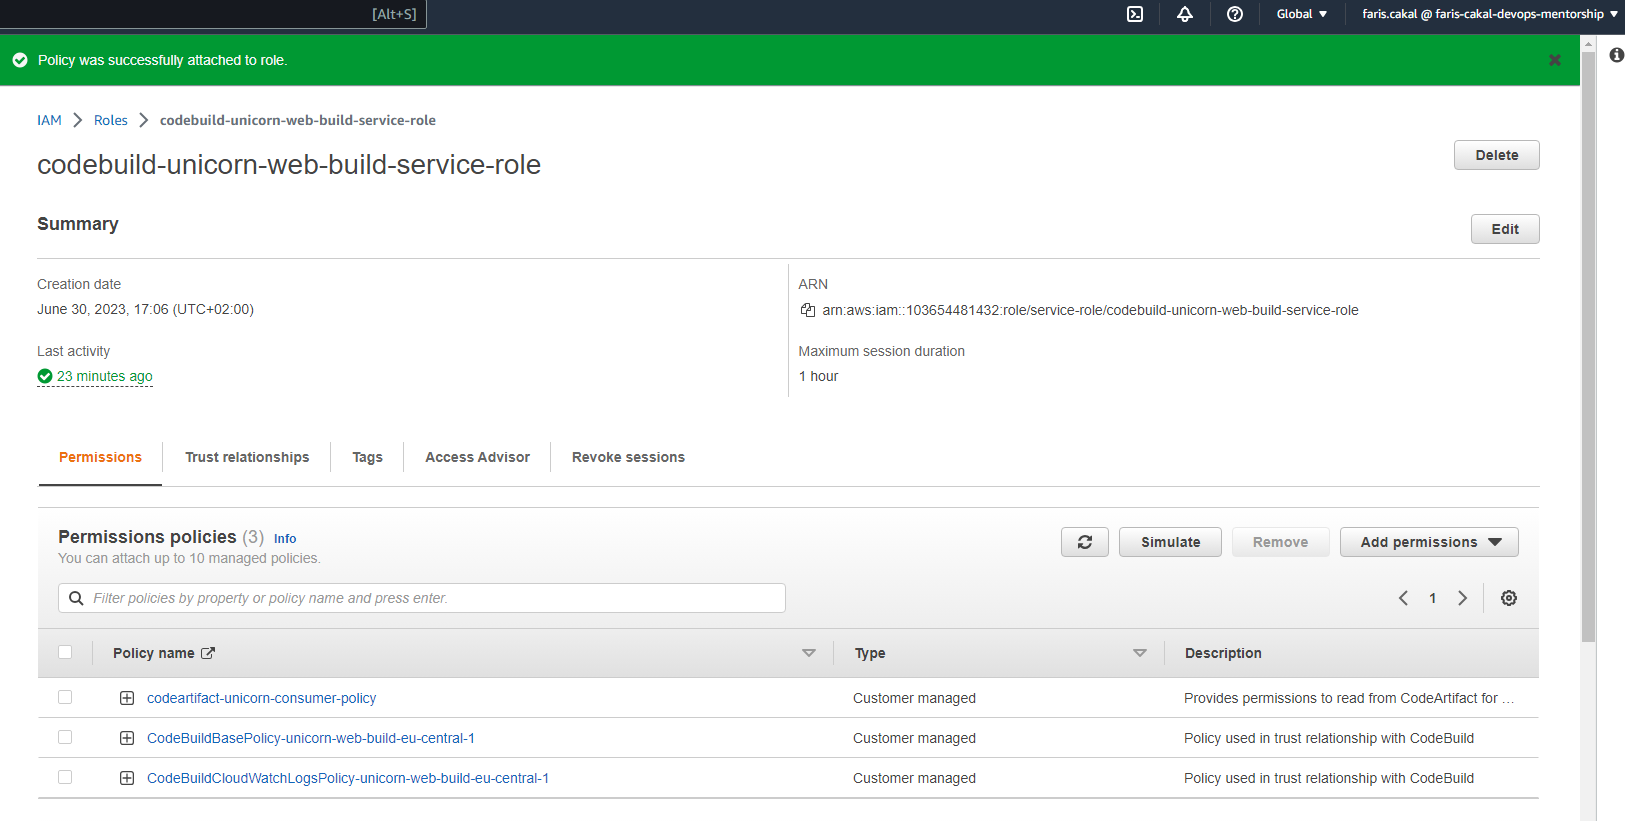 [Alt+S]
Global
faris.cakal @ faris-cakal-devops-mentorship
Policy was successfully attached to role.
IAM > Roles > codebuild-unicorn-web-build-service-role
codebuild-unicorn-web-build-service-role
Delete
Summary
Edit
Creation date
June 30, 2023, 17:06 (UTC+02:00)
ARN
arn:aws:iam::103654481432:role/service-role/codebuild-unicorn-web-build-service-role
Last activity
23 minutes ago
Maximum session duration
1 hour
Permissions
Trust relationships
Tags
Access Advisor
Revoke sessions
Permissions policies (3) Info
You can attach up to 10 managed policies.
Simulate
Remove
Add permissions
Filter policies by property or policy name and press enter.
1
Policy name
Type
Description
codeartifact-unicorn-consumer-policy
Customer managed
Provides permissions to read from CodeArtifact for ...
CodeBuildBasePolicy-unicorn-web-build-eu-central-1
Customer managed
Policy used in trust relationship with CodeBuild
CodeBuildCloudWatchLogsPolicy-unicorn-web-build-eu-central-1
Customer managed
Policy used in trust relationship with CodeBuild